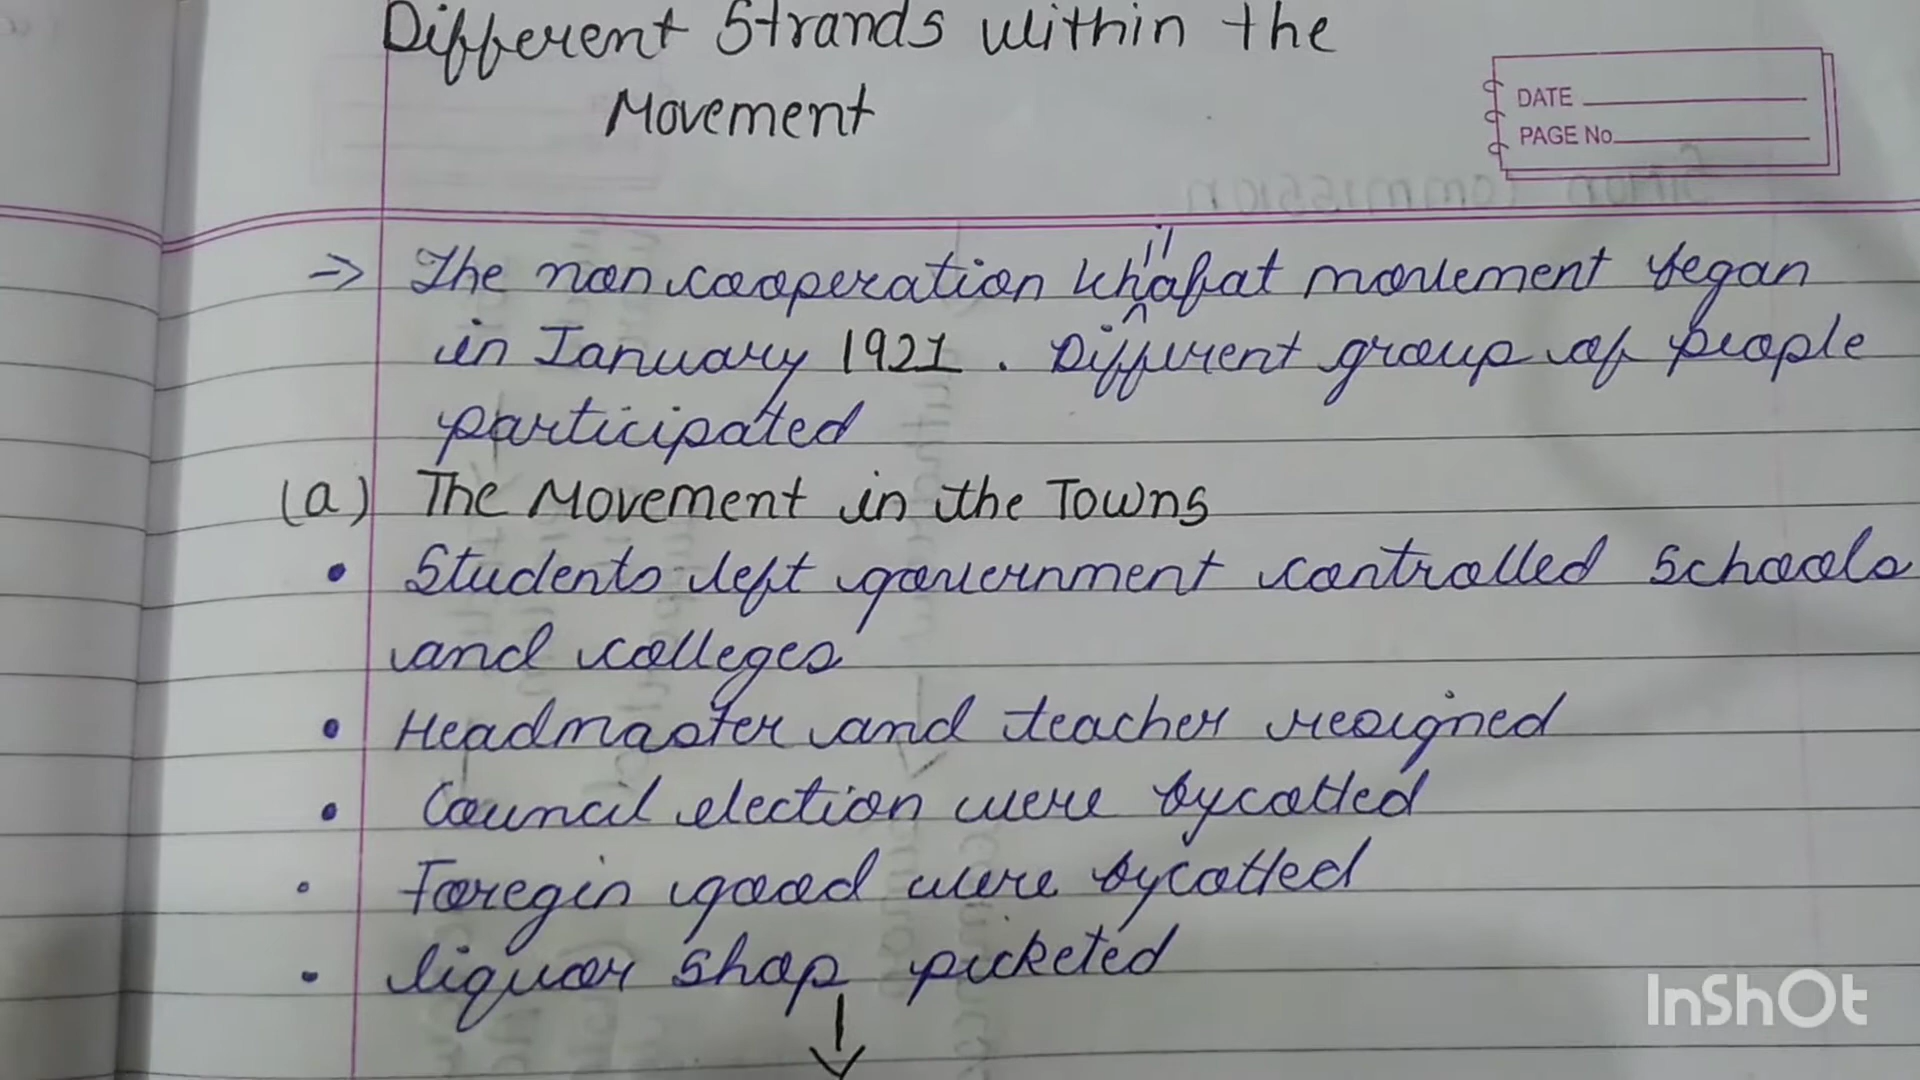 Different Strands within the
Movement
DATE
PAGE No.
→ The non cooperation khafat movement began
in January 1921. Different group of people
participated
(a) The Movement in the Towns
• Students left government controlled Schools
and colleges
• Headmaster and teacher resigned
• Council election were bycotted
• Foregin good were bycotted
• liquor shop picketed
↓
InShOt